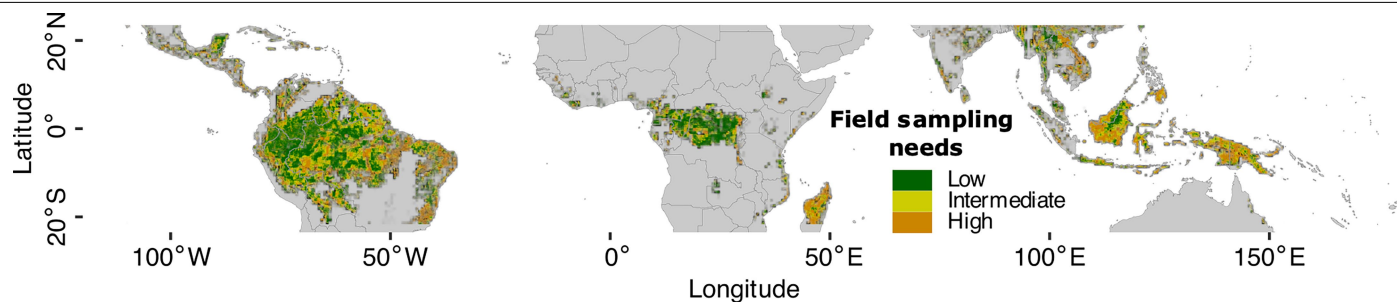 Latitude
20°N
0°
20°S
Field sampling
needs
Low
Intermediate
High
100°W
50°W
0°
50°E
100°E
150°E
Longitude